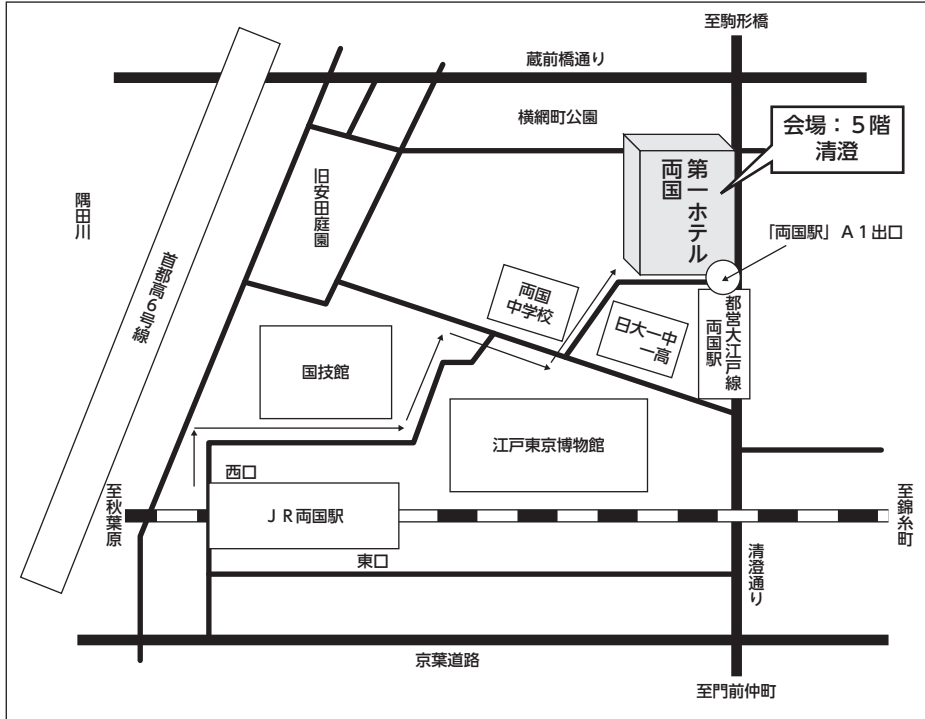 至駒形橋
蔵前橋通り
横網町公園
会場：５階
清澄
第一ホテル
両国
旧安田庭園
隅田川
「両国駅」Ａ１出口
首都高６号線
両国
中学校
日大一中
一高
都営大江戸線
両国駅
国技館
江戸東京博物館
西口
至秋葉原
ＪＲ両国駅
至錦糸町
東口
清澄通り
京葉道路
至門前仲町